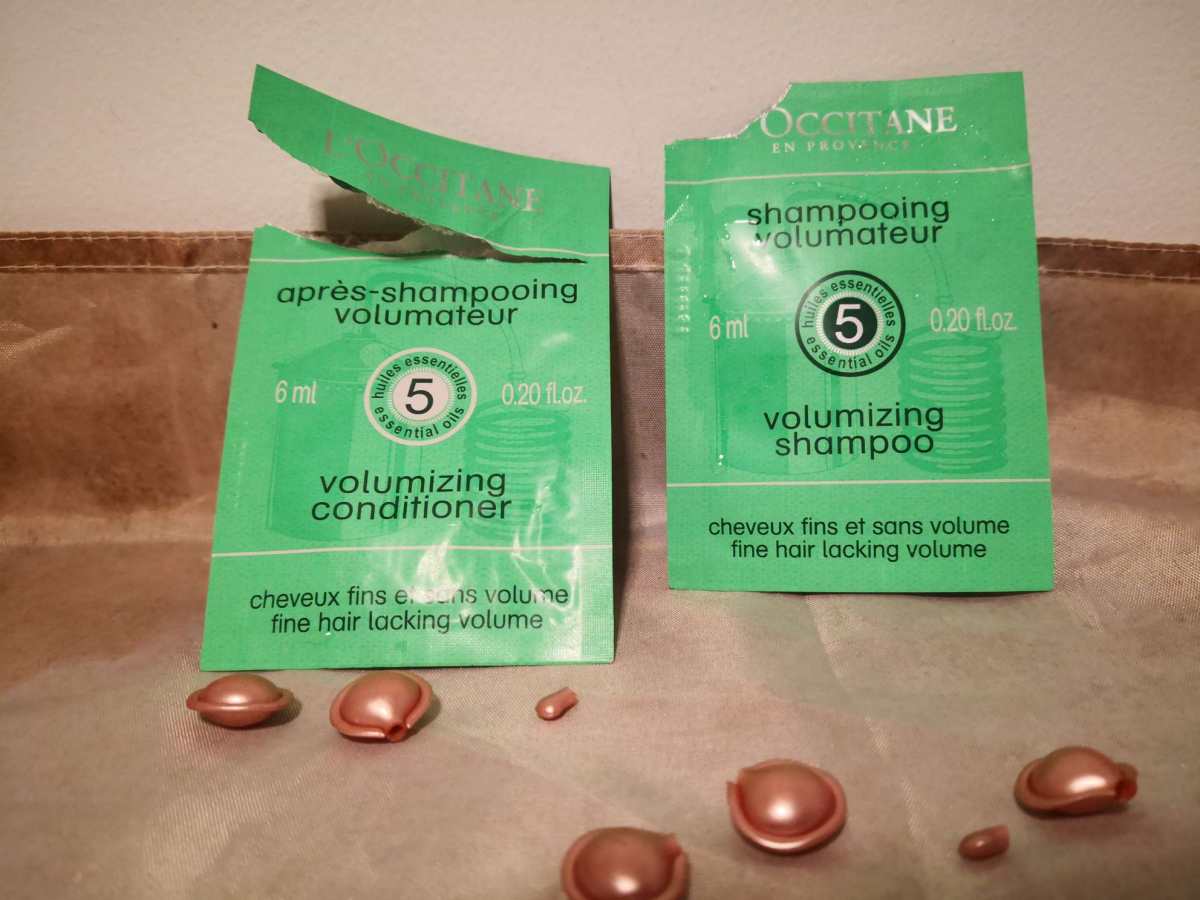 L'OCCITANE
EN PROVENCE
après-shampooing
volumateur
6 ml
huiles essentielles
5
essential oils
0.20 fl.oz.
volumizing
conditioner
cheveux fins et sans volume
fine hair lacking volume
L'OCCITANE
EN PROVENCE
shampooing
volumateur
6 ml
huiles essentielles
5
essential oils
0.20 fl.oz.
volumizing
shampoo
cheveux fins et sans volume
fine hair lacking volume